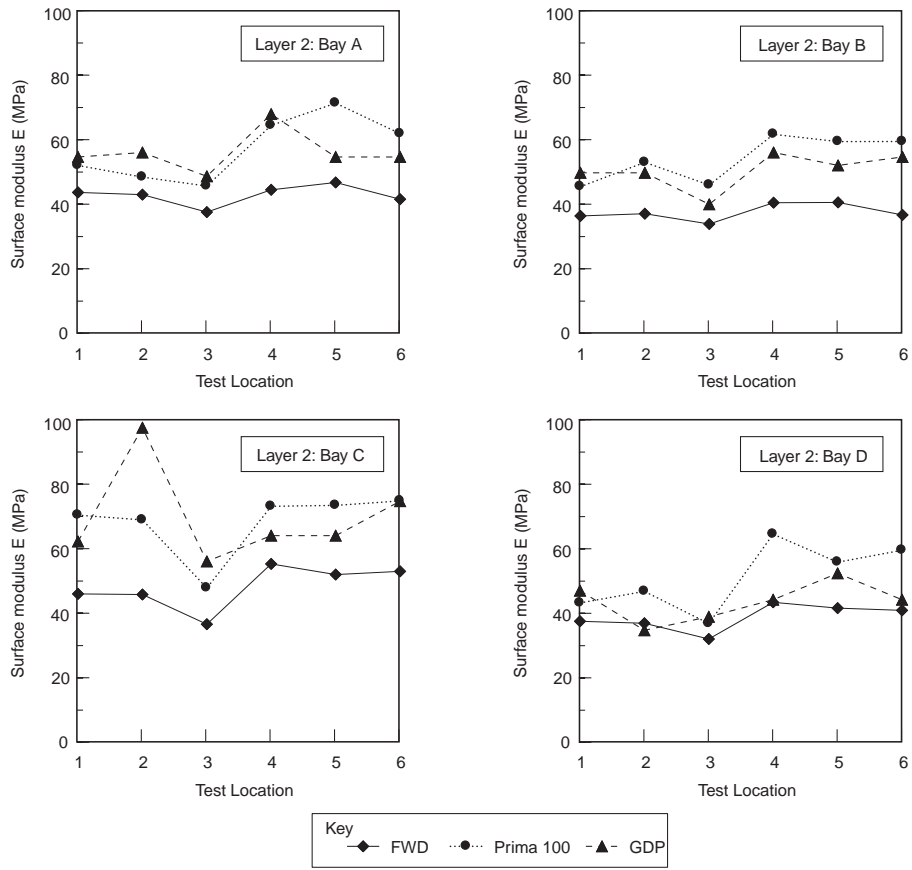 Layer 2: Bay A
Surface modulus E (MPa)
100
80
60
40
20
0
1 2 3 4 5 6
Test Location
Layer 2: Bay B
Surface modulus E (MPa)
100
80
60
40
20
0
1 2 3 4 5 6
Test Location
Layer 2: Bay C
Surface modulus E (MPa)
100
80
60
40
20
0
1 2 3 4 5 6
Test Location
Layer 2: Bay D
Surface modulus E (MPa)
100
80
60
40
20
0
1 2 3 4 5 6
Test Location
Key
FWD Prima 100 GDP